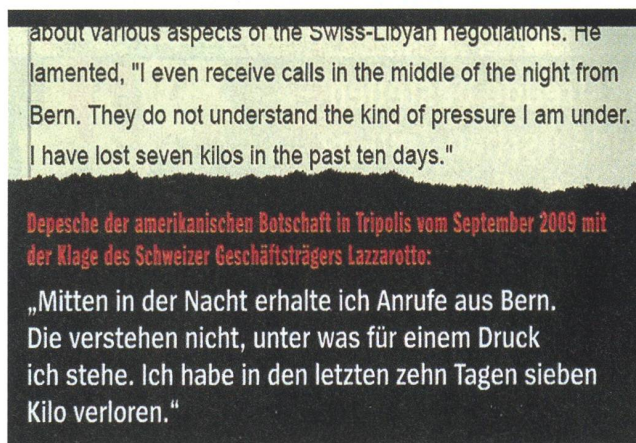 about various aspects of the Swiss-Libyan negotiations. He
lamented, "I even receive calls in the middle of the night from
Bern. They do not understand the kind of pressure I am under.
I have lost seven kilos in the past ten days."
Depesche der amerikanischen Botschaft in Tripolis vom September 2009 mit
der Klage des Schweizer Geschäftsträgers Lazzarotto:
„Mitten in der Nacht erhalte ich Anrufe aus Bern.
Die verstehen nicht, unter was für einem Druck
ich stehe. Ich habe in den letzten zehn Tagen sieben
Kilo verloren.“